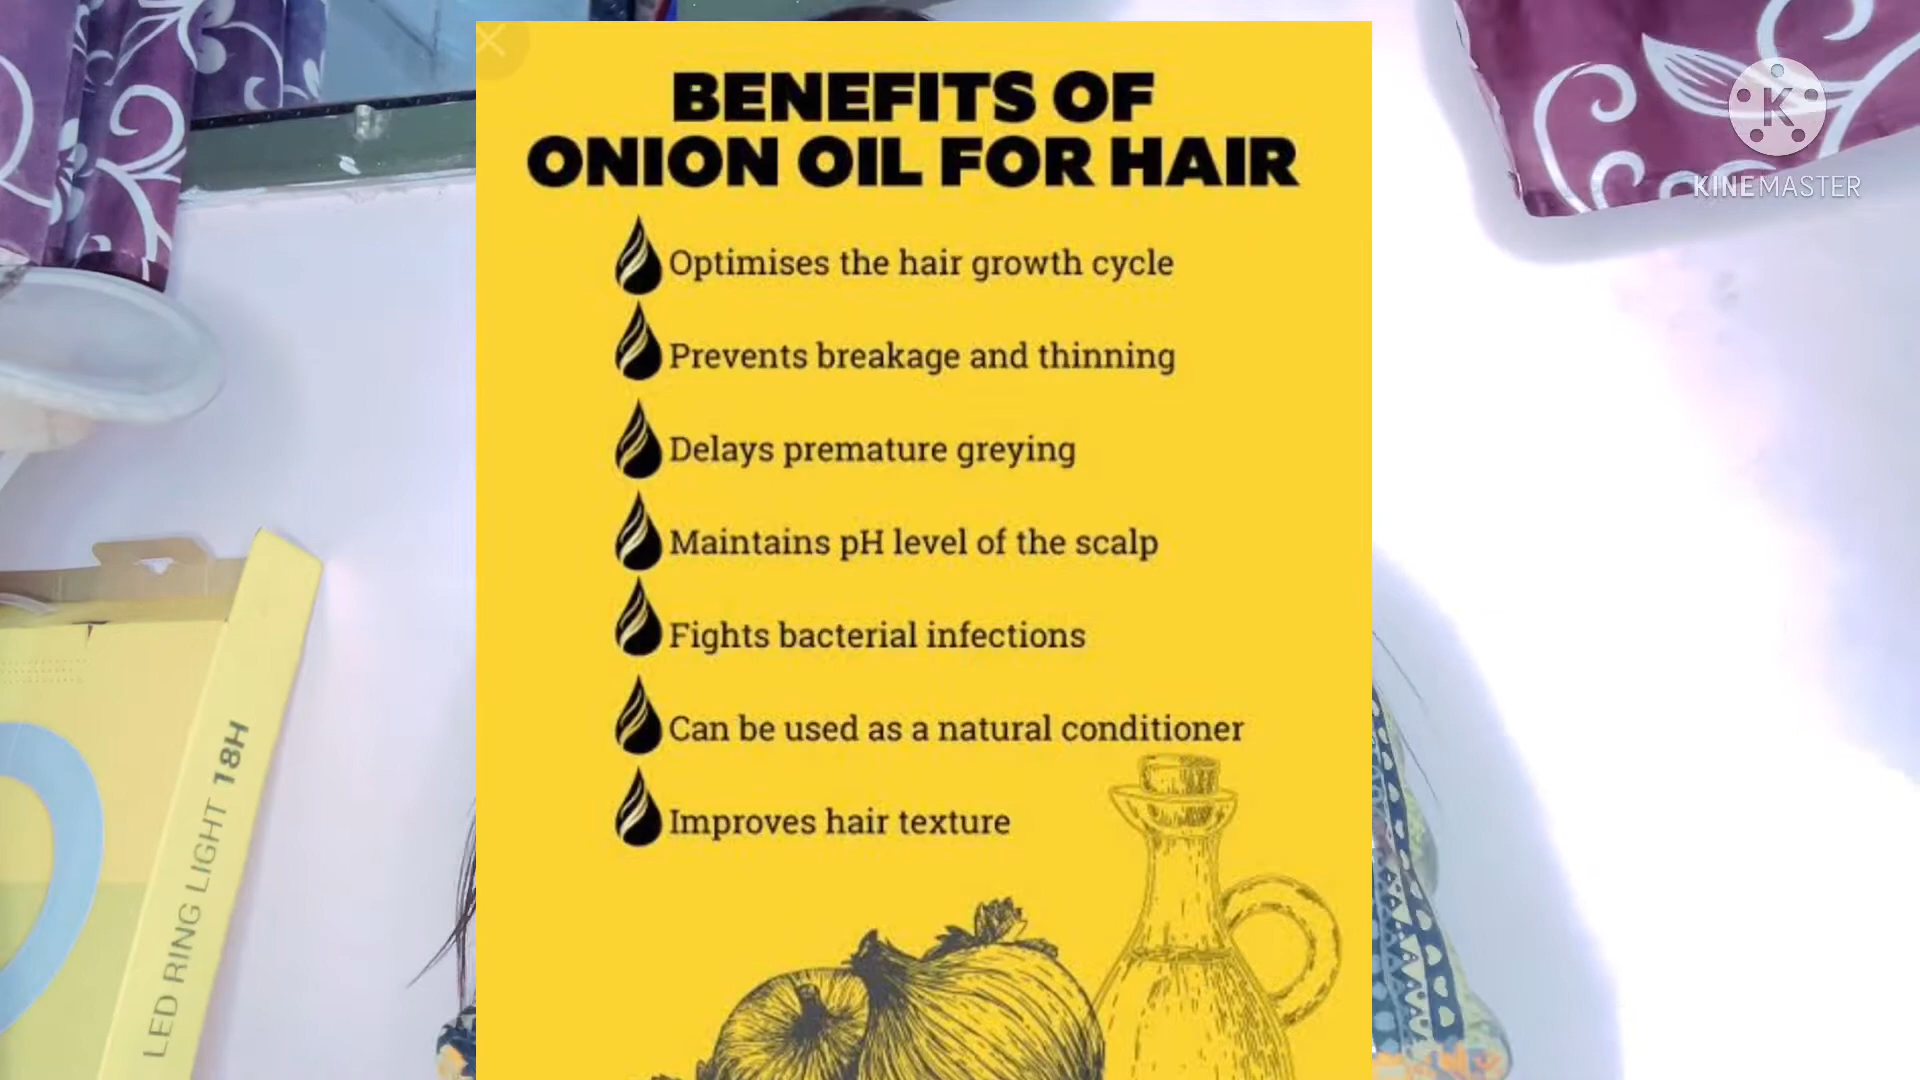 BENEFITS OF
ONION OIL FOR HAIR
Optimises the hair growth cycle
Prevents breakage and thinning
Delays premature greying
Maintains pH level of the scalp
Fights bacterial infections
Can be used as a natural conditioner
Improves hair texture
LED RING LIGHT 18H
K
KINEMASTER